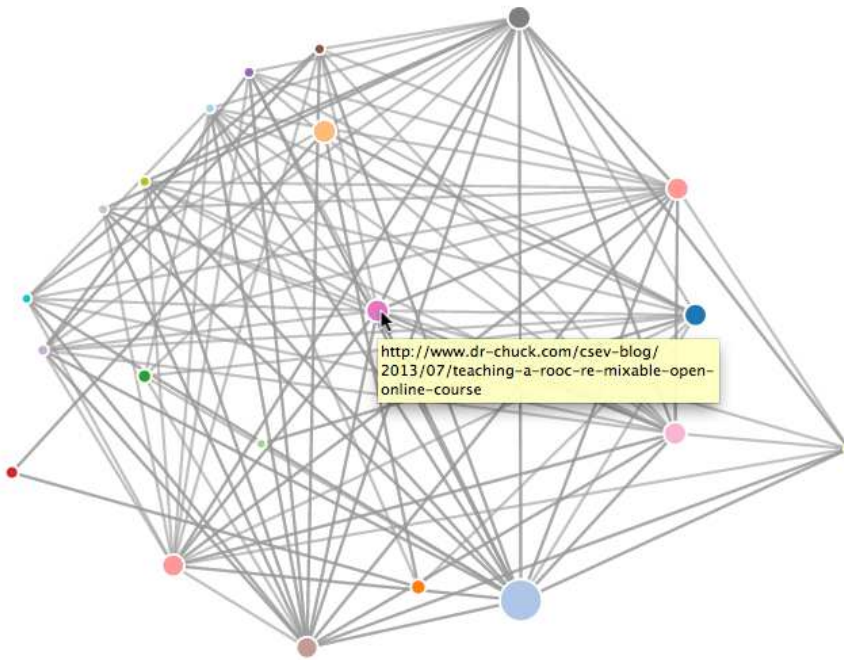 http://www.dr-chuck.com/csev-blog/
2013/07/teaching-a-rooc-re-mixable-open-
online-course